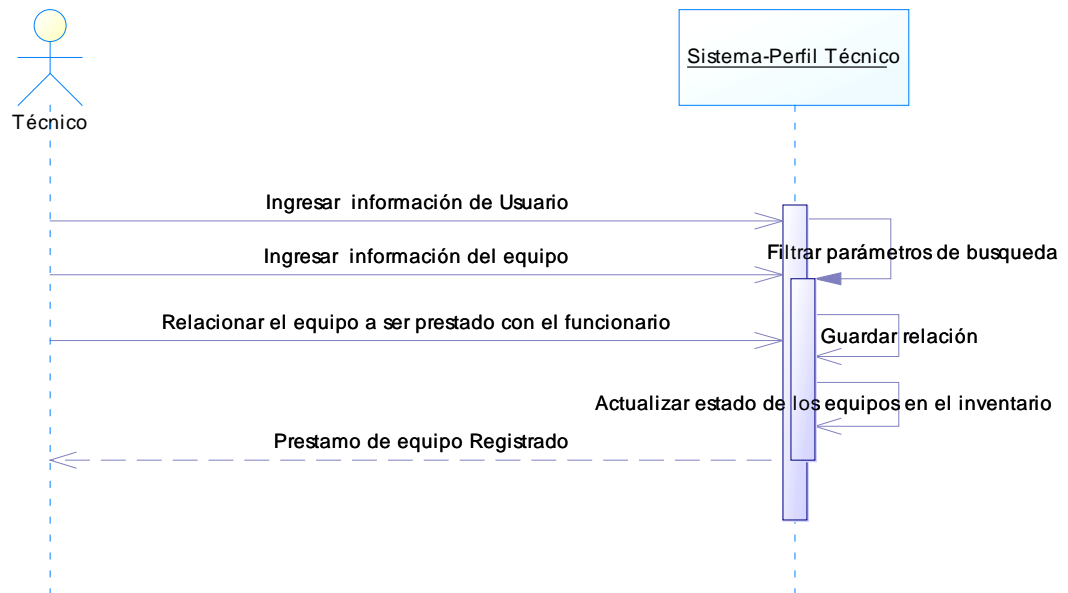 Sistema-Perfil Técnico
Técnico
Ingresar información de Usuario
Filtrar parámetros de busqueda
Ingresar información del equipo
Relacionar el equipo a ser prestado con el funcionario
Guardar relación
Actualizar estado de los equipos en el inventario
Prestamo de equipo Registrado